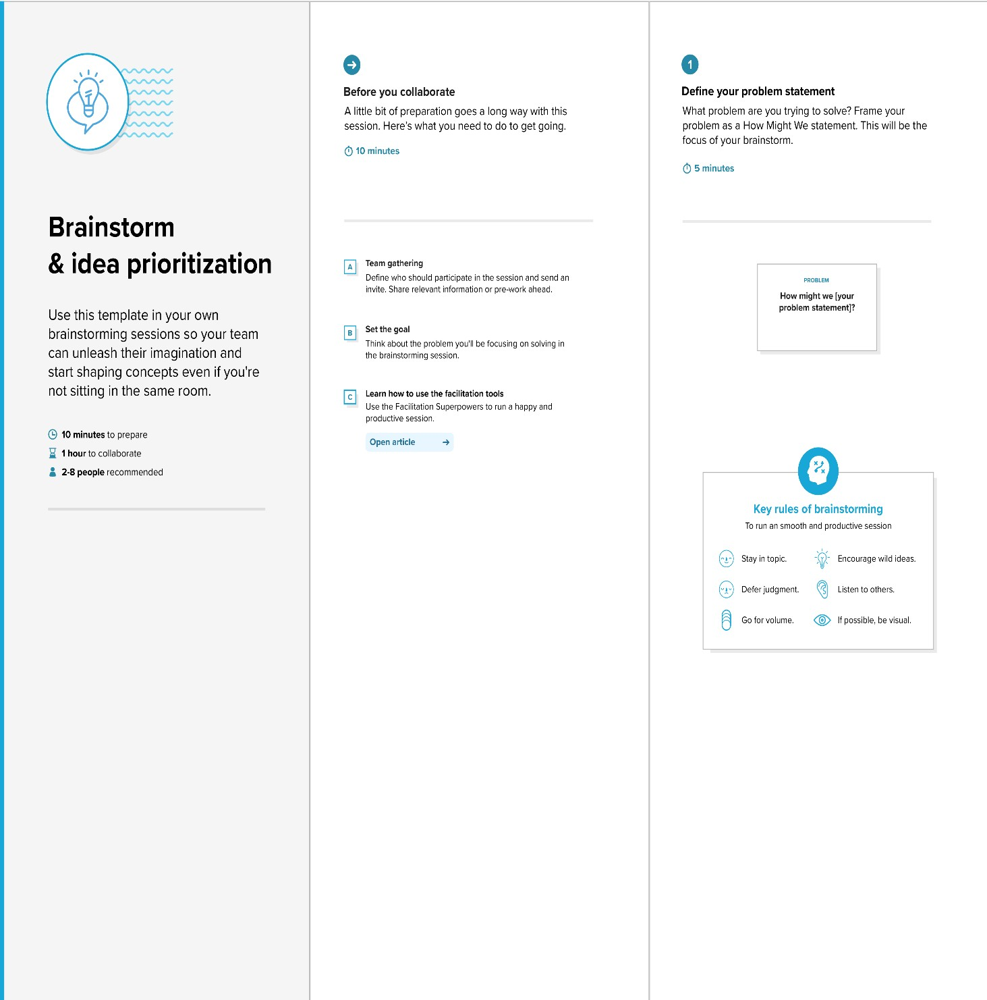 Brainstorm
& idea prioritization
Use this template in your own
brainstorming sessions so your team
can unleash their imagination and
start shaping concepts even if you're
not sitting in the same room.
10 minutes to prepare
1 hour to collaborate
2-8 people recommended
Before you collaborate
A little bit of preparation goes a long way with this
session. Here's what you need to do to get going.
10 minutes
A
Team gathering
Define who should participate in the session and send an
invite. Share relevant information or pre-work ahead.
B
Set the goal
Think about the problem you'll be focusing on solving in
the brainstorming session.
C
Learn how to use the facilitation tools
Use the Facilitation Superpowers to run a happy and
productive session.
Open article
1
Define your problem statement
What problem are you trying to solve? Frame your
problem as a How Might We statement. This will be the
focus of your brainstorm.
5 minutes
PROBLEM
How might we [your
problem statement]?
Key rules of brainstorming
To run an smooth and productive session
Stay in topic.
Encourage wild ideas.
Defer judgment.
Listen to others.
Go for volume.
If possible, be visual.